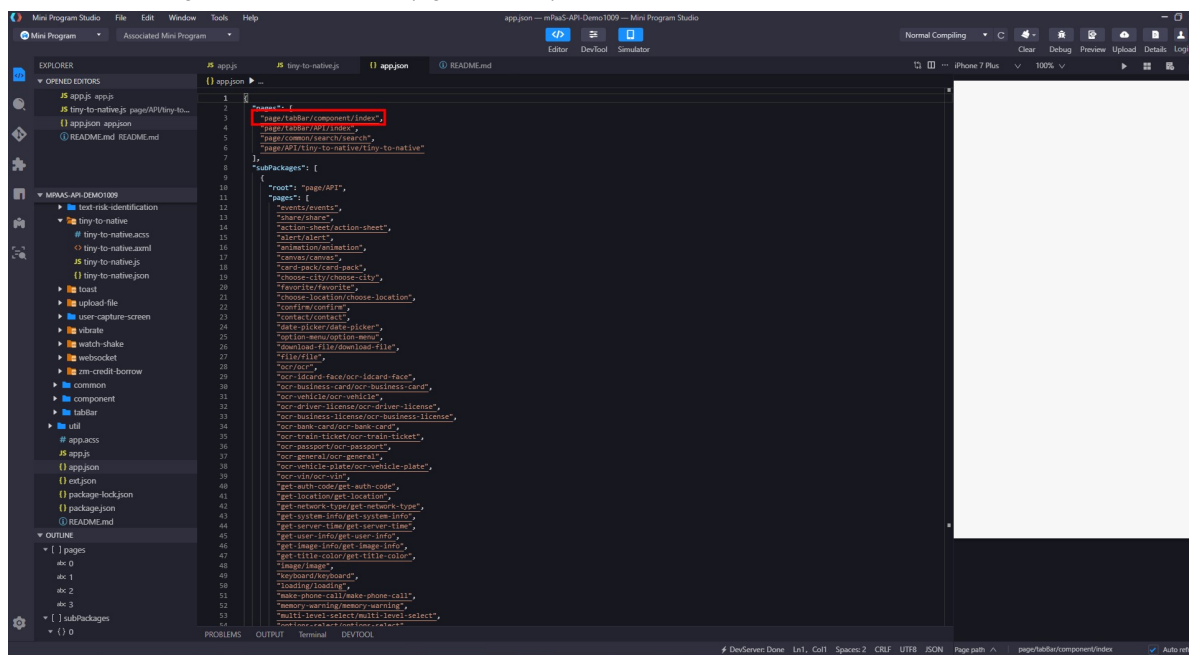 Mini Program Studio File Edit Window Tools Help
app.json — mPaaS-API-Demo1009 — Mini Program Studio
Mini Program
Associated Mini Program
Editor DevTool Simulator
Normal Compiling
Clear Debug Preview Upload Details Logi
EXPLORER
OPENED EDITORS
JS app.js app.js
JS tiny-to-native.js page/API/tiny-to...
{} app.json app.json
README.md README.md
MPAAS-API-DEMO1009
text-risk-identification
tiny-to-native
# tiny-to-native.acss
<> tiny-to-native.axml
JS tiny-to-native.js
{} tiny-to-native.json
toast
upload-file
user-capture-screen
vibrate
watch-shake
websocket
zm-credit-borrow
common
component
tabBar
util
# app.acss
JS app.js
{} app.json
{} ext.json
{} package-lock.json
{} package.json
README.md
OUTLINE
[ ] pages
abc 0
abc 1
abc 2
abc 3
[ ] subPackages
{} 0
JS app.js JS tiny-to-native.js {} app.json README.md
iPhone 7 Plus 100%
{} app.json ...
1 {
2 "pages": [
3 "page/tabBar/component/index",
4 "page/tabBar/API/index",
5 "page/common/search/search",
6 "page/API/tiny-to-native/tiny-to-native"
7 ],
8 "subPackages": [
9 {
10 "root": "page/API",
11 "pages": [
12 "events/events",
13 "share/share",
14 "action-sheet/action-sheet",
15 "alert/alert",
16 "animation/animation",
17 "canvas/canvas",
18 "card-pack/card-pack",
19 "choose-city/choose-city",
20 "favorite/favorite",
21 "choose-location/choose-location",
22 "confirm/confirm",
23 "contact/contact",
24 "date-picker/date-picker",
25 "option-menu/option-menu",
26 "download-file/download-file",
27 "file/file",
28 "ocr/ocr",
29 "ocr-idcard-face/ocr-idcard-face",
30 "ocr-business-card/ocr-business-card",
31 "ocr-vehicle/ocr-vehicle",
32 "ocr-driver-license/ocr-driver-license",
33 "ocr-business-license/ocr-business-license",
34 "ocr-bank-card/ocr-bank-card",
35 "ocr-train-ticket/ocr-train-ticket",
36 "ocr-passport/ocr-passport",
37 "ocr-general/ocr-general",
38 "ocr-vehicle-plate/ocr-vehicle-plate",
39 "ocr-vin/ocr-vin",
40 "get-auth-code/get-auth-code",
41 "get-location/get-location",
42 "get-network-type/get-network-type",
43 "get-system-info/get-system-info",
44 "get-server-time/get-server-time",
45 "get-user-info/get-user-info",
46 "get-image-info/get-image-info",
47 "get-title-color/get-title-color",
48 "image/image",
49 "keyboard/keyboard",
50 "loading/loading",
51 "make-phone-call/make-phone-call",
52 "memory-warning/memory-warning",
53 "multi-level-select/multi-level-select",
54 "options-select/options-select"
PROBLEMS OUTPUT Terminal DEVTOOL
DevServer: Done Ln1, Col1 Spaces: 2 CRLF UTF8 JSON Page path page/tabBar/component/index Auto ref